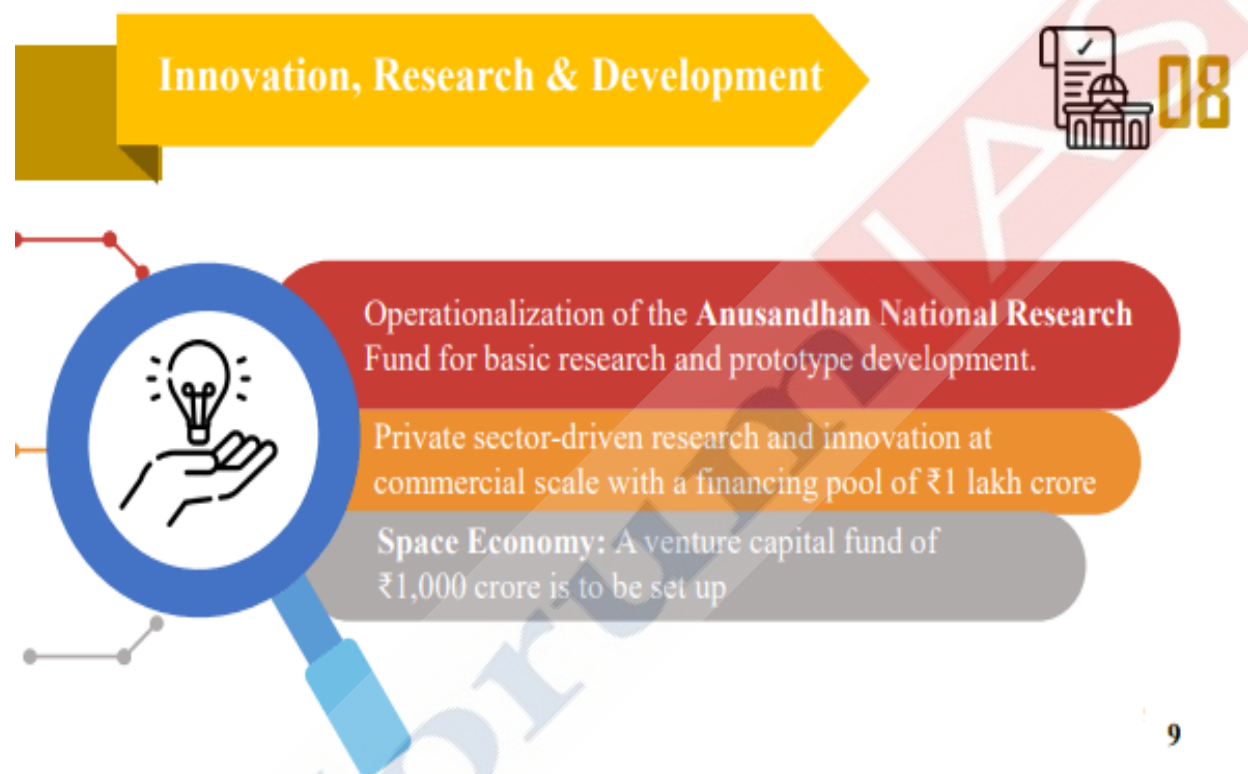 Innovation, Research & Development
08
Operationalization of the Anusandhan National Research
Fund for basic research and prototype development.
Private sector-driven research and innovation at
commercial scale with a financing pool of ₹1 lakh crore
Space Economy: A venture capital fund of
₹1,000 crore is to be set up
9
orumIAS